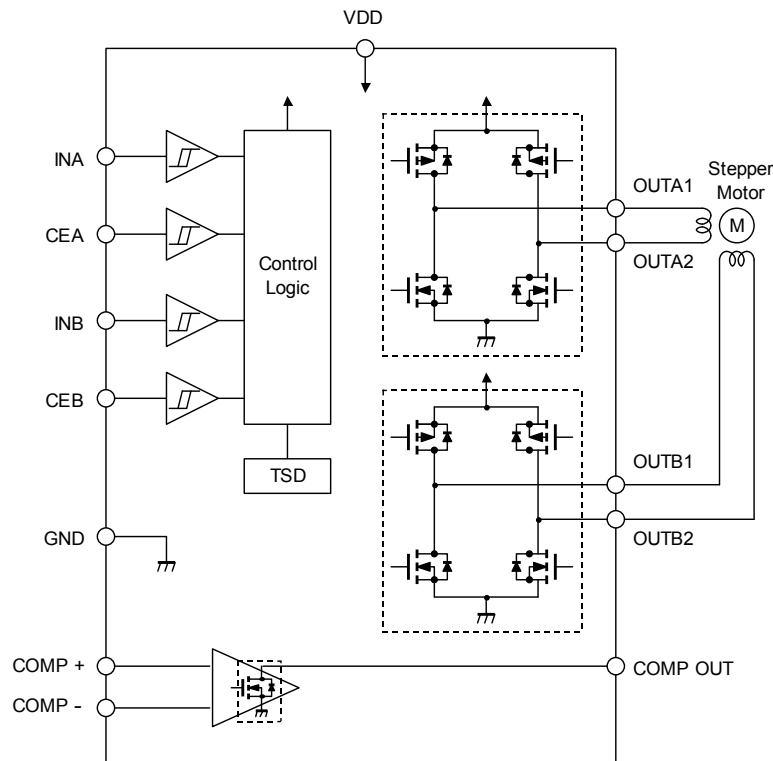 VDD
INA
CEA
INB
CEB
GND
COMP +
COMP -
Control
Logic
TSD
OUTA1
OUTA2
Stepper
Motor
M
OUTB1
OUTB2
COMP OUT